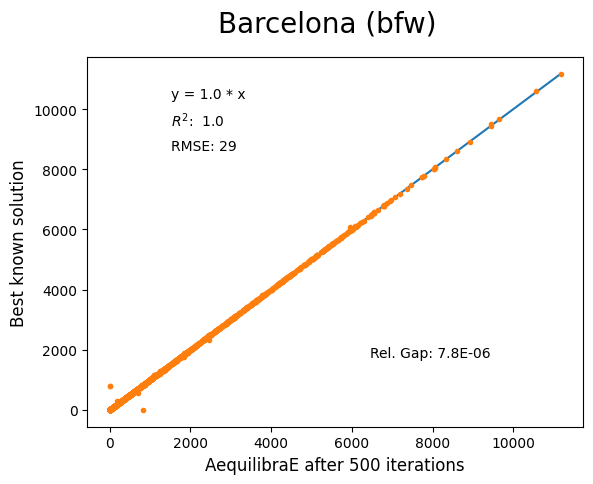 Barcelona (bfw)
y = 1.0 * x
R²: 1.0
RMSE: 29
Rel. Gap: 7.8E-06
Best known solution
10000
8000
6000
4000
2000
0
0 2000 4000 6000 8000 10000
AequilibraE after 500 iterations